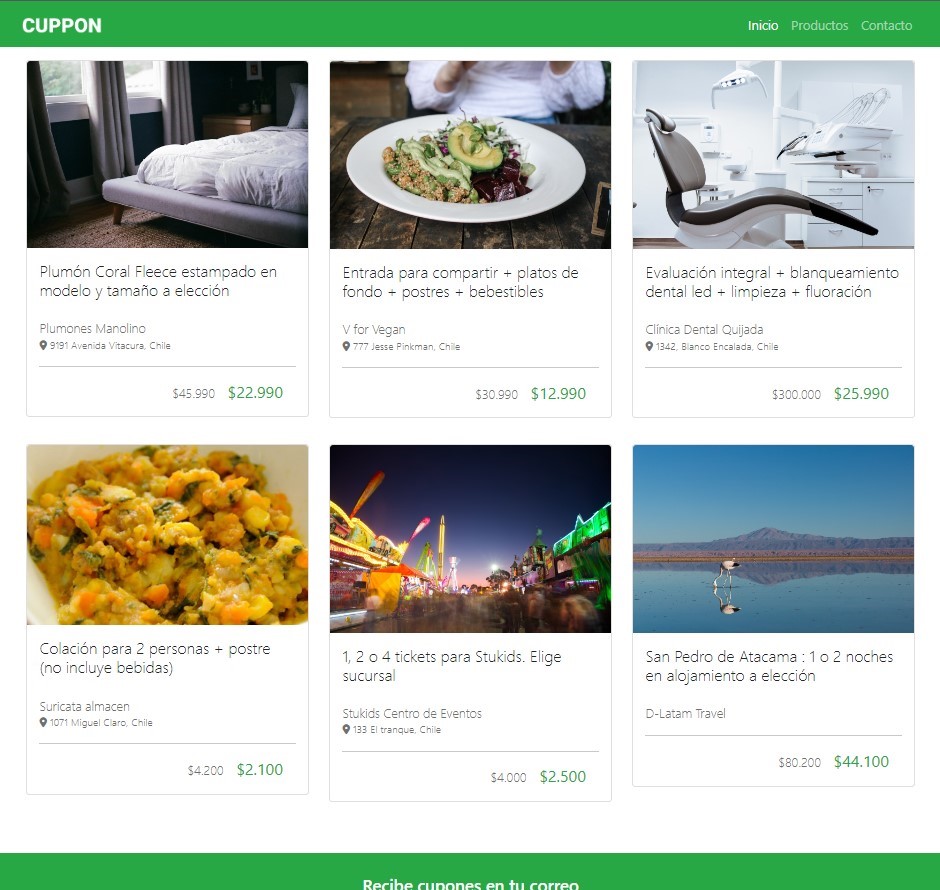 CUPPON
Inicio Productos Contacto
Plumón Coral Fleece estampado en
modelo y tamaño a elección
Plumones Manolino
9191 Avenida Vitacura, Chile
$45.990 $22.990
Entrada para compartir + platos de
fondo + postres + bebestibles
V for Vegan
777 Jesse Pinkman, Chile
$30.990 $12.990
Evaluación integral + blanqueamiento
dental led + limpieza + fluoración
Clínica Dental Quijada
1342, Blanco Encalada, Chile
$300.000 $25.990
Colación para 2 personas + postre
(no incluye bebidas)
Suricata almacen
1071 Miguel Claro, Chile
$4.200 $2.100
1, 2 o 4 tickets para Stukids. Elige
sucursal
Stukids Centro de Eventos
133 El tranque, Chile
$4.000 $2.500
San Pedro de Atacama : 1 o 2 noches
en alojamiento a elección
D-Latam Travel
$80.200 $44.100
Recibe cupones en tu correo